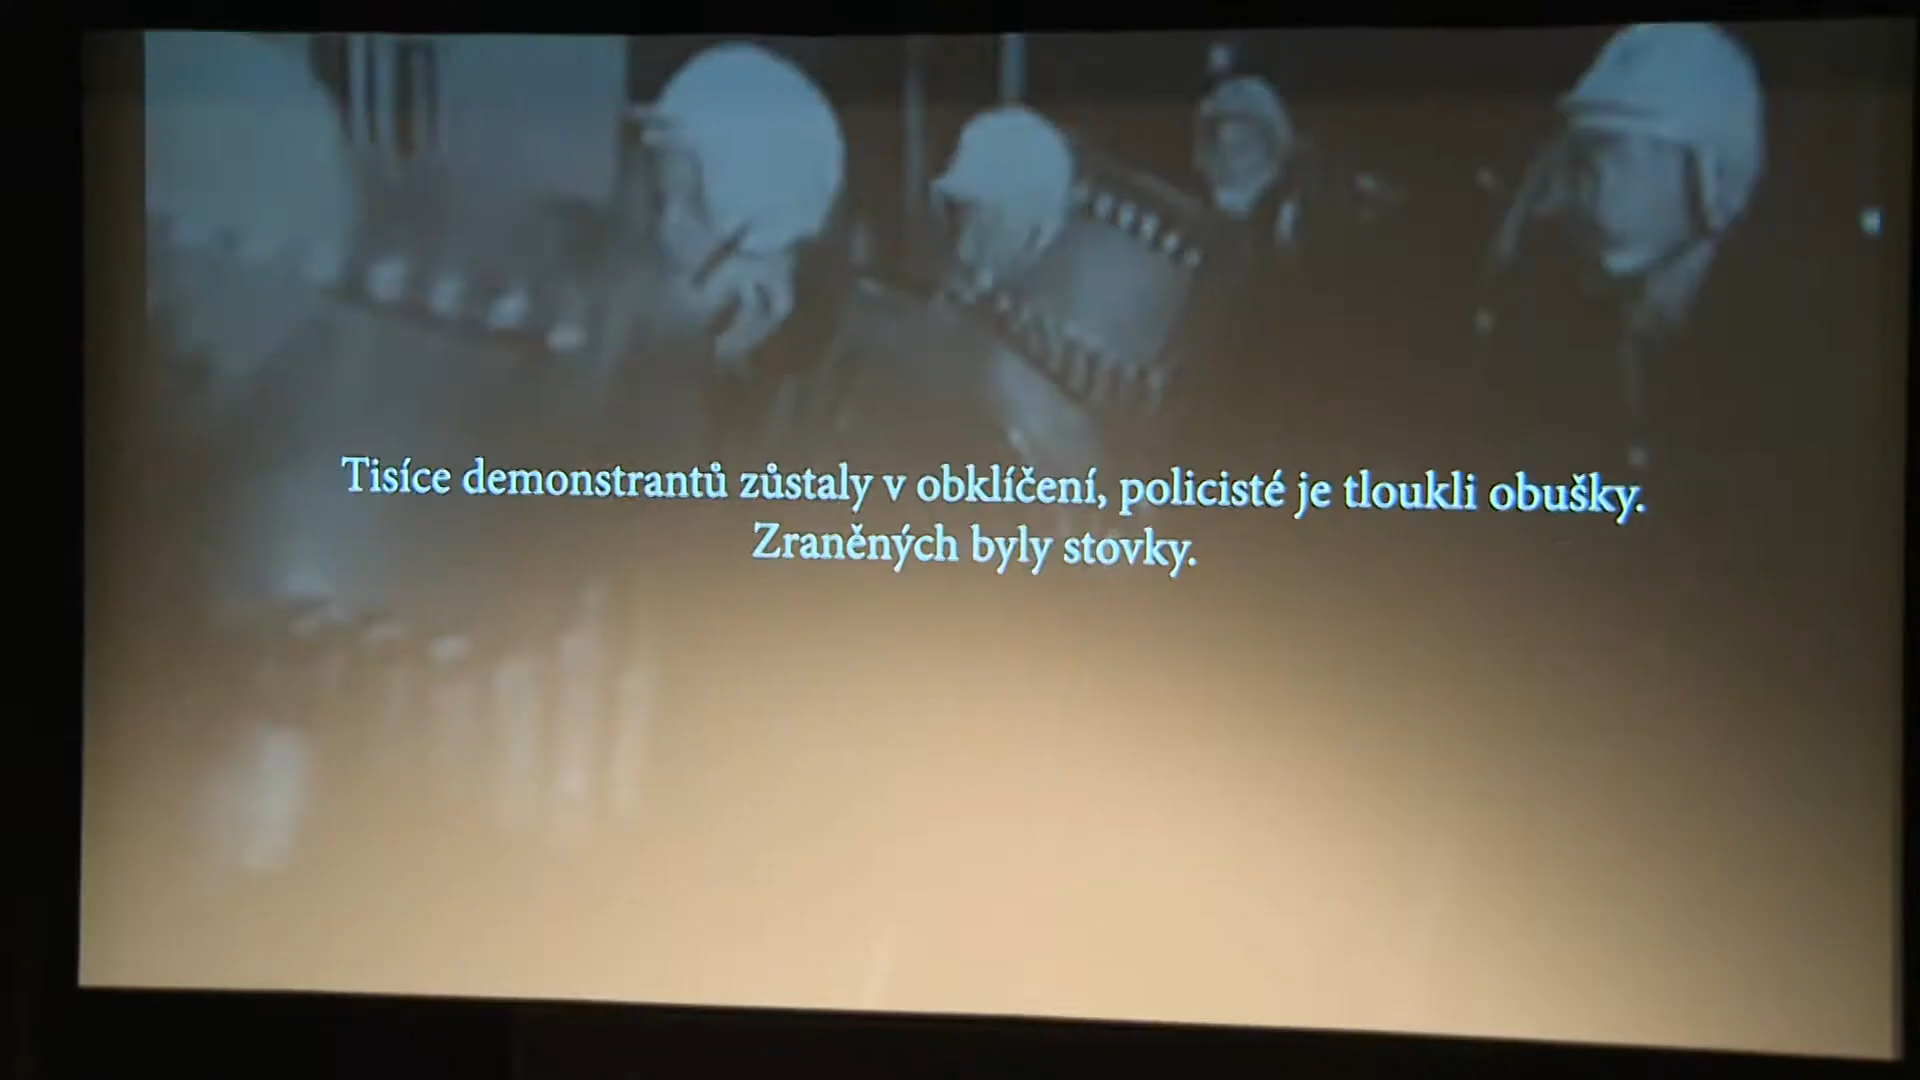 Tisíce demonstrantů zůstaly v obklíčení, policisté je tloukli obušky.
Zraněných byly stovky.